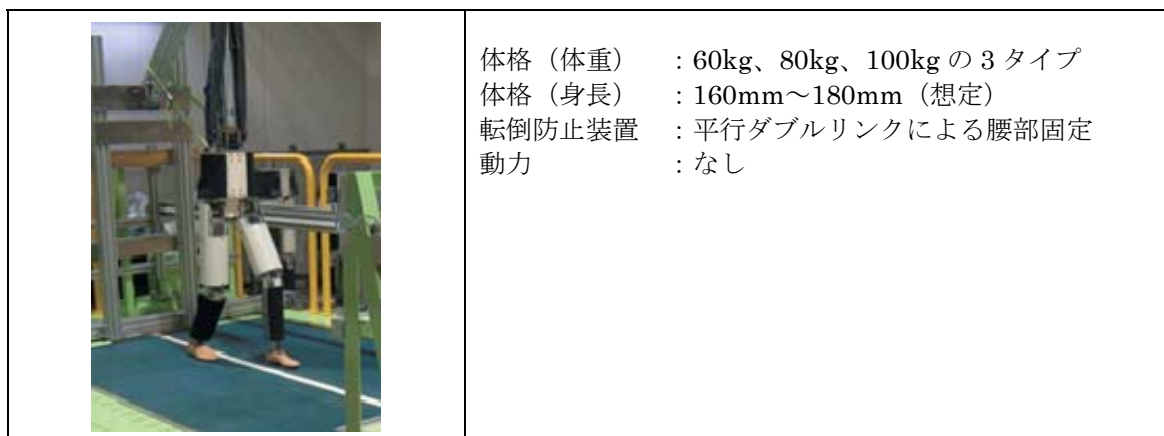 体格（体重）　：60kg、80kg、100kg の 3 タイプ
体格（身長）　：160mm～180mm（想定）
転倒防止装置　：平行ダブルリンクによる腰部固定
動力　　　　　：なし